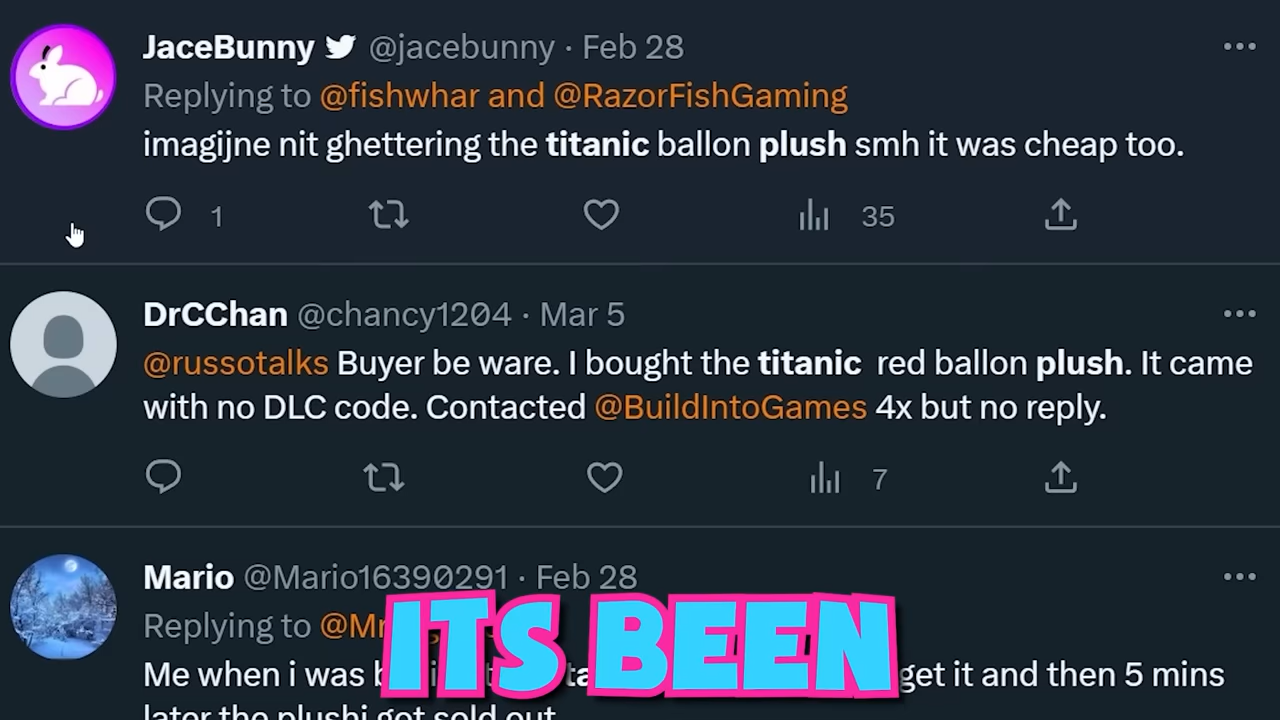 JaceBunny @jacebunny · Feb 28
Replying to @fishwhar and @RazorFishGaming
imagijne nit ghettering the titanic ballon plush smh it was cheap too.
1 35
DrCChan @chancy1204 · Mar 5
@russotalks Buyer be ware. I bought the titanic red ballon plush. It came
with no DLC code. Contacted @BuildIntoGames 4x but no reply.
7
Mario @Mario16390291 · Feb 28
Replying to
ITS BEEN
Me when i was get it and then 5 mins
later the plushi got sold out